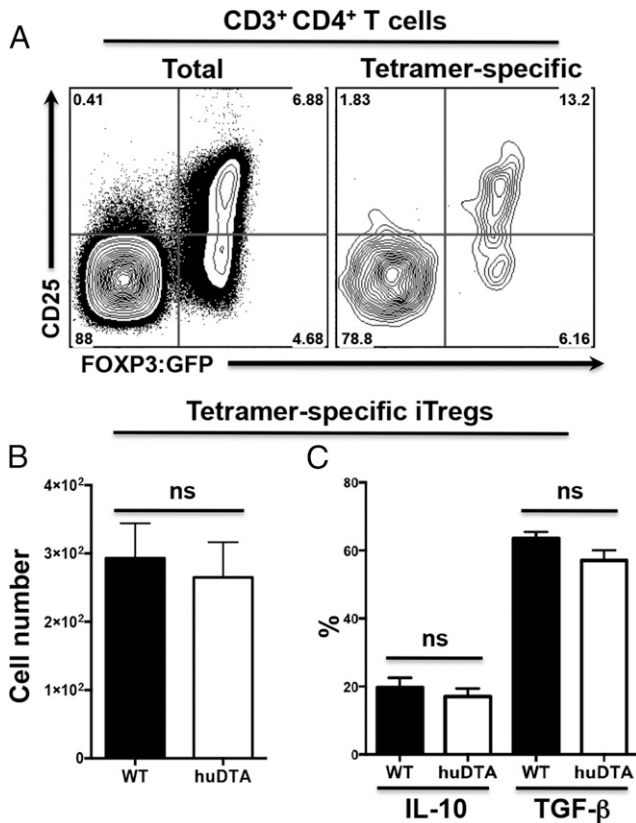 A
CD3⁺ CD4⁺ T cells
Total
Tetramer-specific
0.41
6.88
1.83
13.2
CD25
88
4.68
78.8
6.16
FOXP3:GFP
Tetramer-specific iTregs
B
C
4×10²
3×10²
2×10²
1×10²
0
Cell number
ns
WT
huDTA
80
60
40
20
0
%
ns
ns
WT
huDTA
WT
huDTA
IL-10
TGF-β